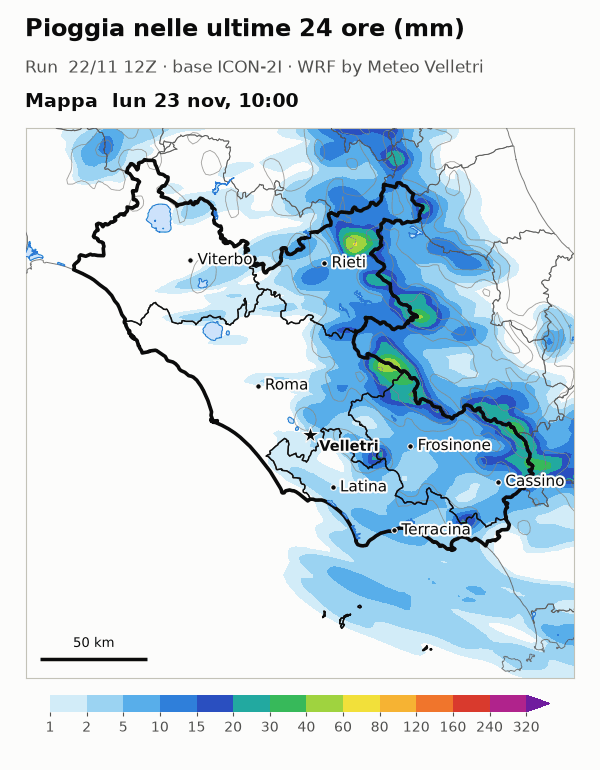 Pioggia nelle ultime 24 ore (mm)
Run  22/11 12Z · base ICON-2I · WRF by Meteo Velletri
Mappa  lun 23 nov, 10:00
Viterbo
Rieti
Roma
Velletri
Frosinone
Cassino
Latina
Terracina
50 km
1 2 5 10 15 20 30 40 60 80 120 160 240 320